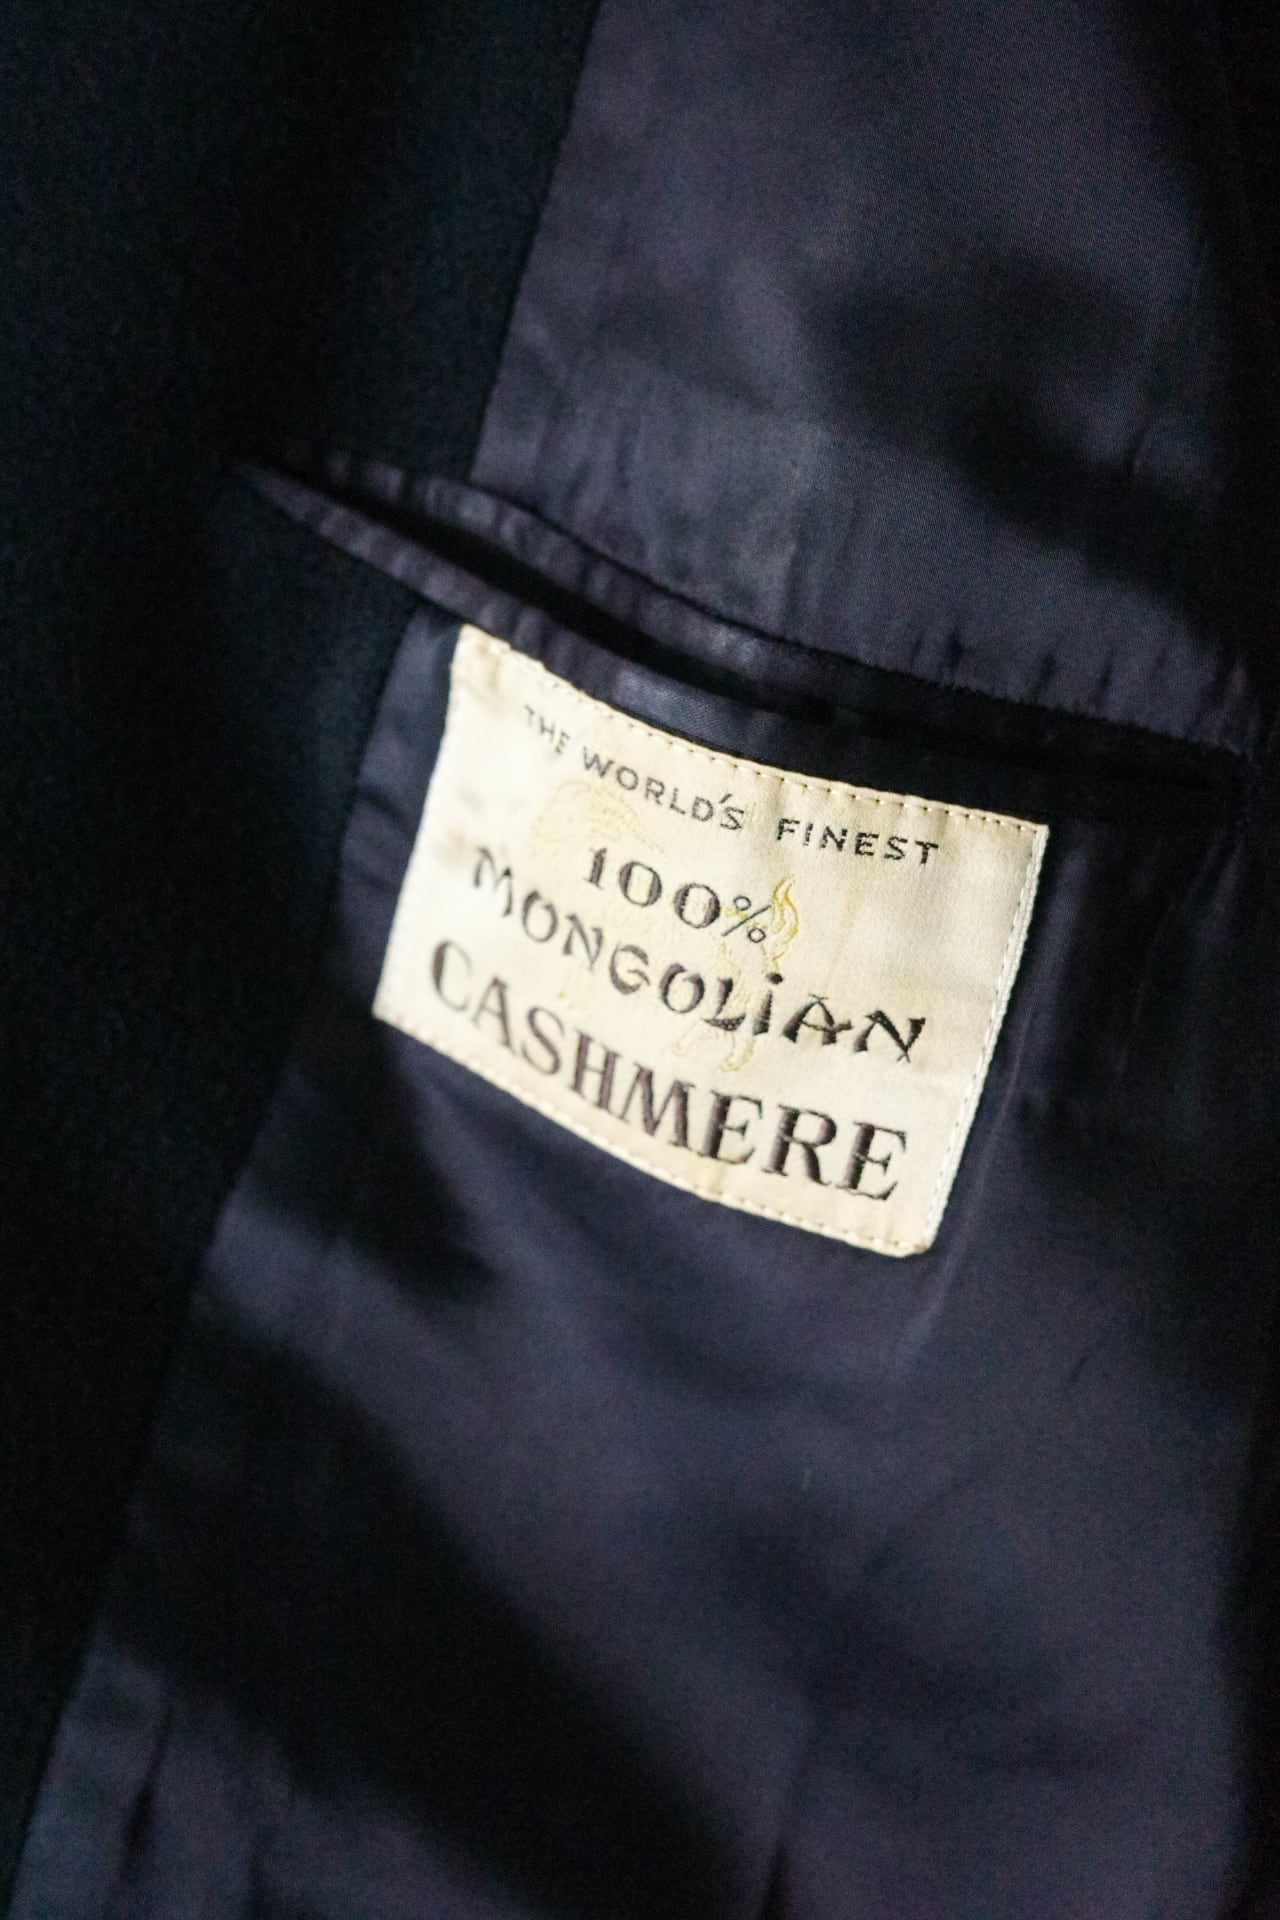 THE WORLD'S FINEST
100%
MONGOLIAN
CASHMERE